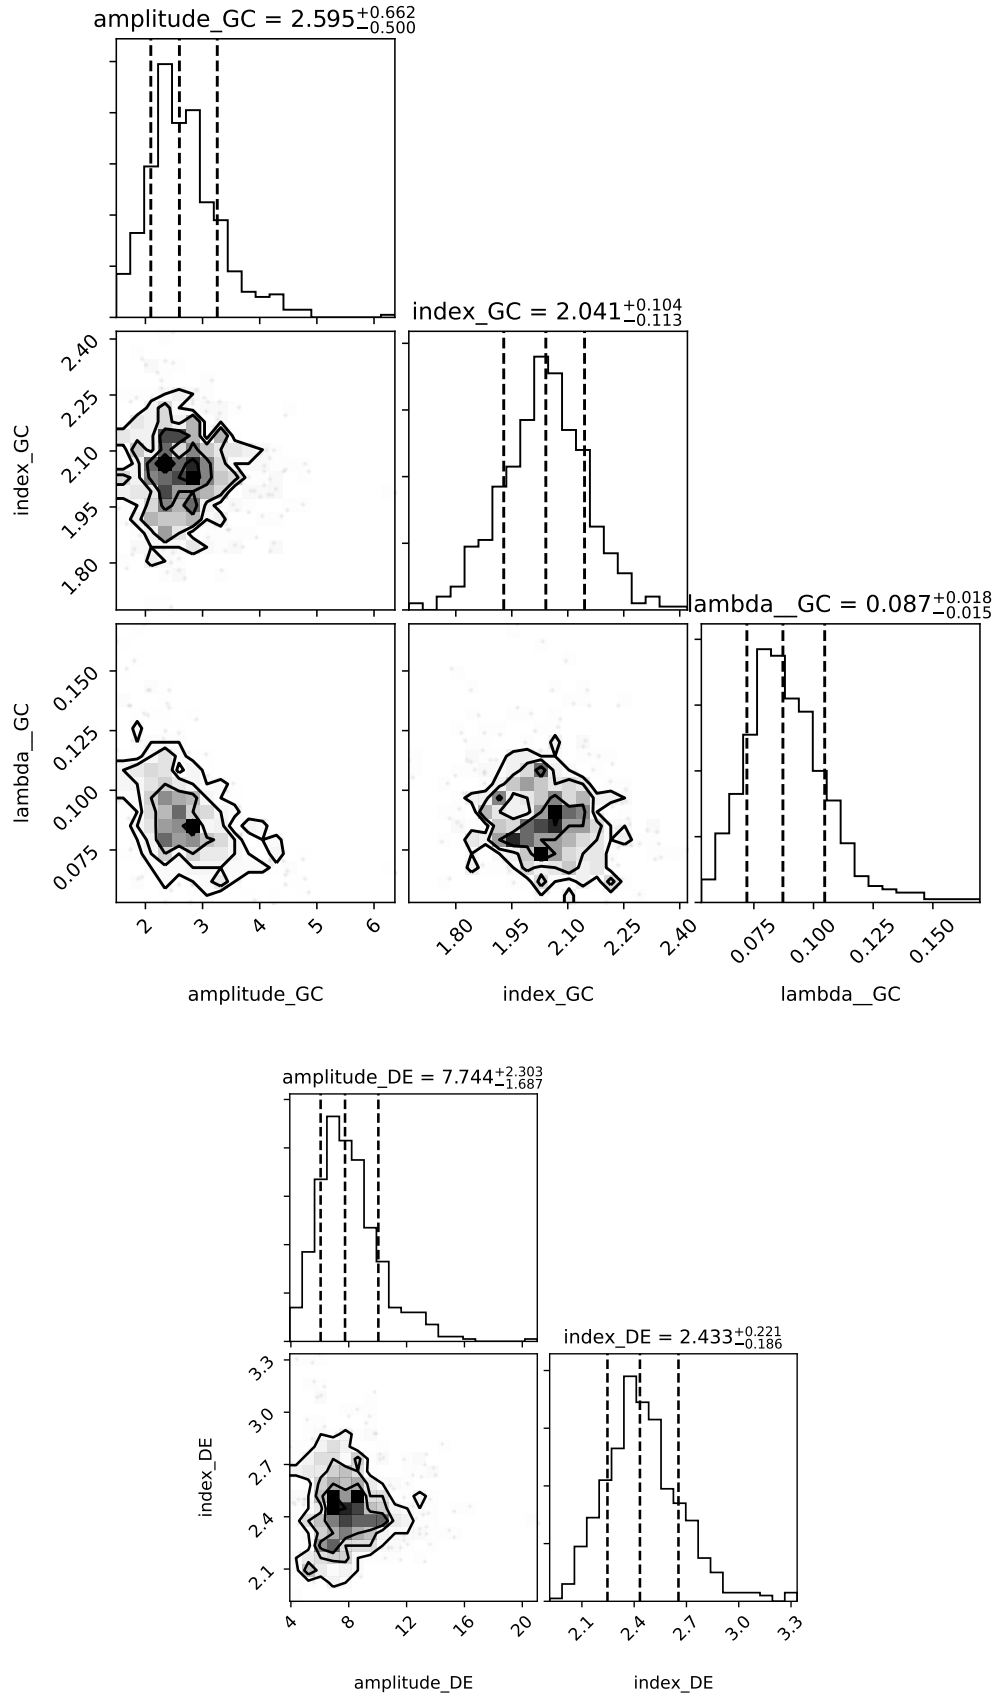 amplitude_GC = 2.595+0.662 −0.500
index_GC = 2.041+0.104 −0.113
2.40
2.25
2.10
1.95
1.80
index_GC
lambda__GC = 0.087+0.018 −0.015
0.150
0.125
0.100
0.075
lambda__GC
2 3 4 5 6
1.80 1.95 2.10 2.25 2.40
0.075 0.100 0.125 0.150
amplitude_GC index_GC lambda__GC
amplitude_DE = 7.744+2.303 −1.687
index_DE = 2.433+0.221 −0.186
3.3
3.0
2.7
2.4
2.1
index_DE
4 8 12 16 20
2.1 2.4 2.7 3.0 3.3
amplitude_DE index_DE